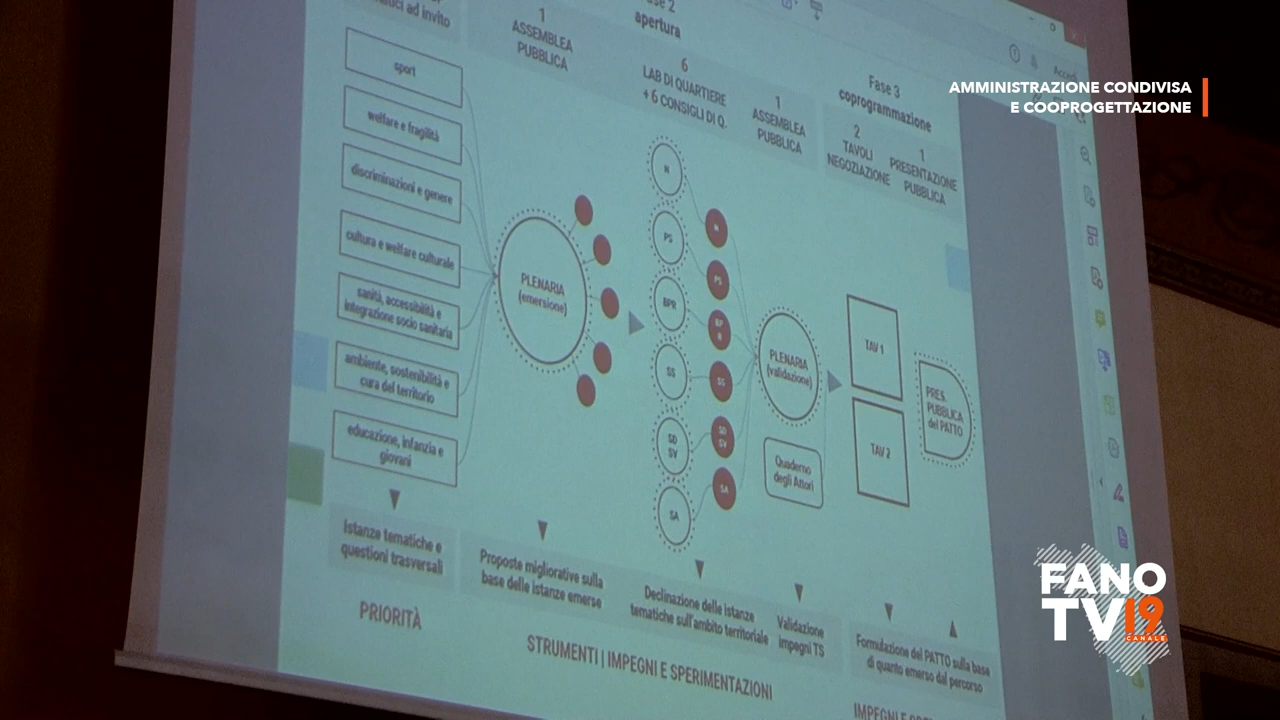 ad invito
1
ASSEMBLEA
PUBBLICA
apertura
6
LAB DI QUARTIERE
+ 6 CONSIGLI DI Q.
1
ASSEMBLEA
PUBBLICA
Fase 3
coprogrammazione
2
TAVOLI
NEGOZIAZIONE
1
PRESENTAZIONE
PUBBLICA
AMMINISTRAZIONE CONDIVISA
E COOPROGETTAZIONE
sport
welfare e fragilità
discriminazioni e genere
cultura e welfare culturale
sanità, accessibilità e
integrazione socio sanitaria
ambiente, sostenibilità e
cura del territorio
educazione, infanzia e
giovani
PLENARIA
(emersione)
N
PS
BPR
SS
SD
SV
SA
N
PS
BP
R
SS
SD
SV
SA
PLENARIA
(validazione)
Quaderno
degli Attori
TAV 1
TAV 2
PRES.
PUBBLICA
del PATTO
Istanze tematiche e
questioni trasversali
Proposte migliorative sulla
base delle istanze emerse
Declinazione delle istanze
tematiche sull'ambito territoriale
Validazione
impegni TS
Formulazione del PATTO sulla base
di quanto emerso dal percorso
PRIORITÀ
STRUMENTI | IMPEGNI E SPERIMENTAZIONI
IMPEGNI E
FANO
TV19
CANALE